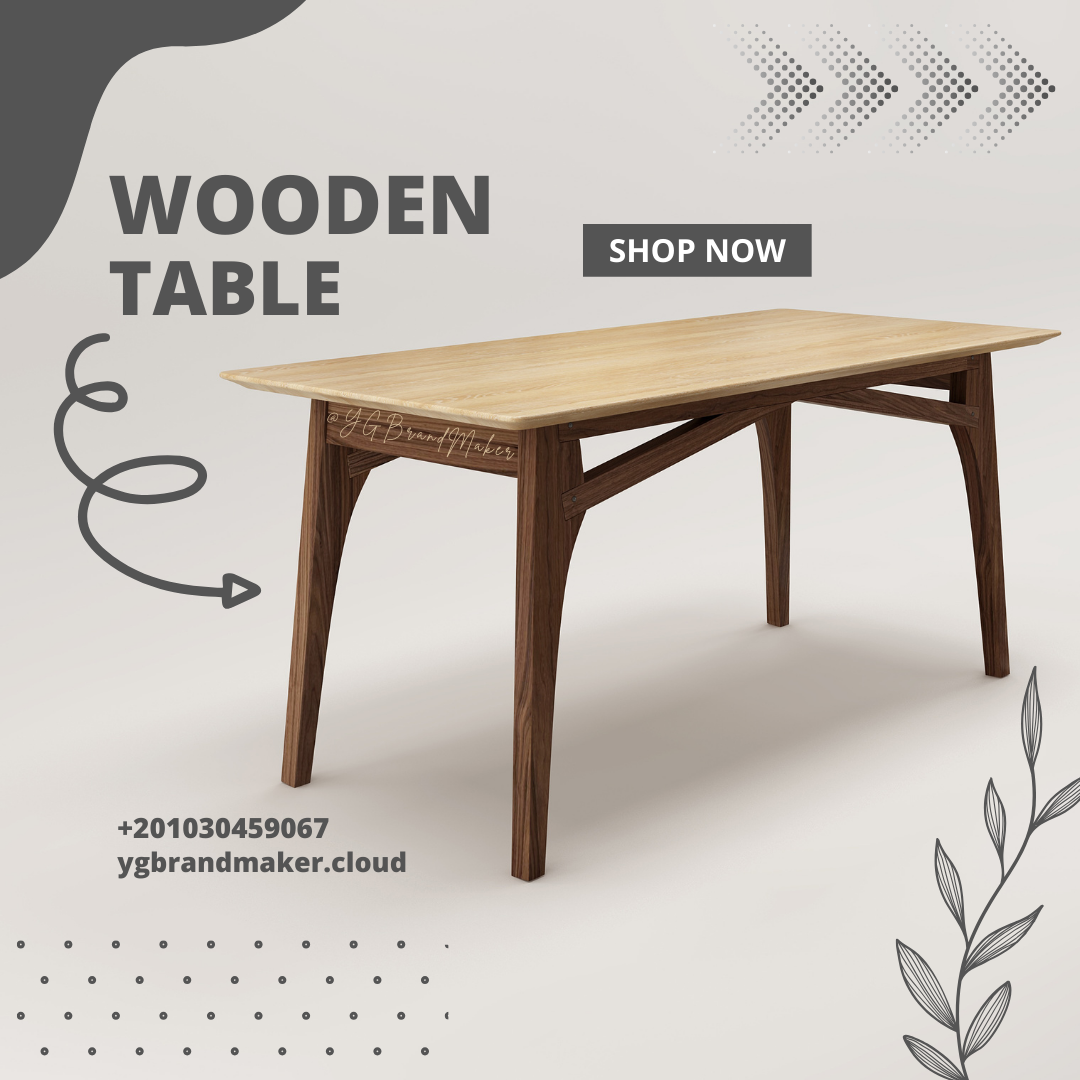 WOODEN
TABLE
SHOP NOW
@YGBrandMaker
+201030459067
ygbrandmaker.cloud